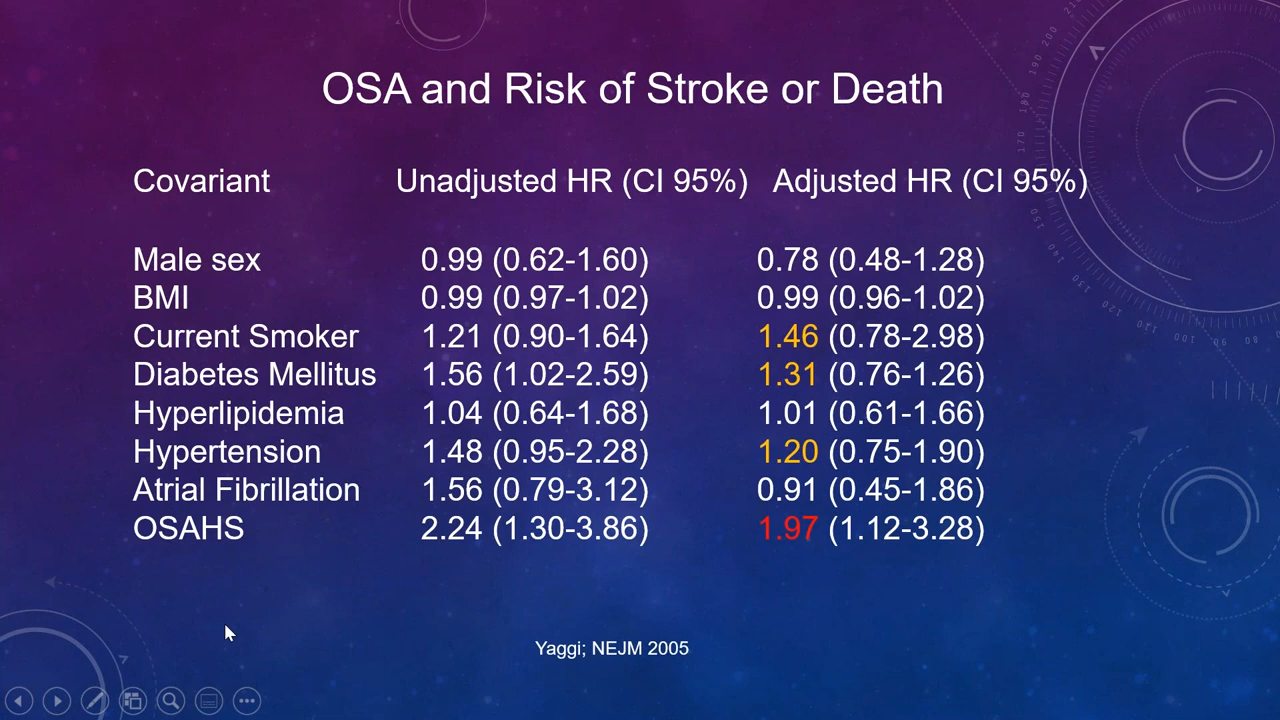 OSA and Risk of Stroke or Death
Covariant Unadjusted HR (CI 95%) Adjusted HR (CI 95%)
Male sex 0.99 (0.62-1.60) 0.78 (0.48-1.28)
BMI 0.99 (0.97-1.02) 0.99 (0.96-1.02)
Current Smoker 1.21 (0.90-1.64) 1.46 (0.78-2.98)
Diabetes Mellitus 1.56 (1.02-2.59) 1.31 (0.76-1.26)
Hyperlipidemia 1.04 (0.64-1.68) 1.01 (0.61-1.66)
Hypertension 1.48 (0.95-2.28) 1.20 (0.75-1.90)
Atrial Fibrillation 1.56 (0.79-3.12) 0.91 (0.45-1.86)
OSAHS 2.24 (1.30-3.86) 1.97 (1.12-3.28)
Yaggi; NEJM 2005